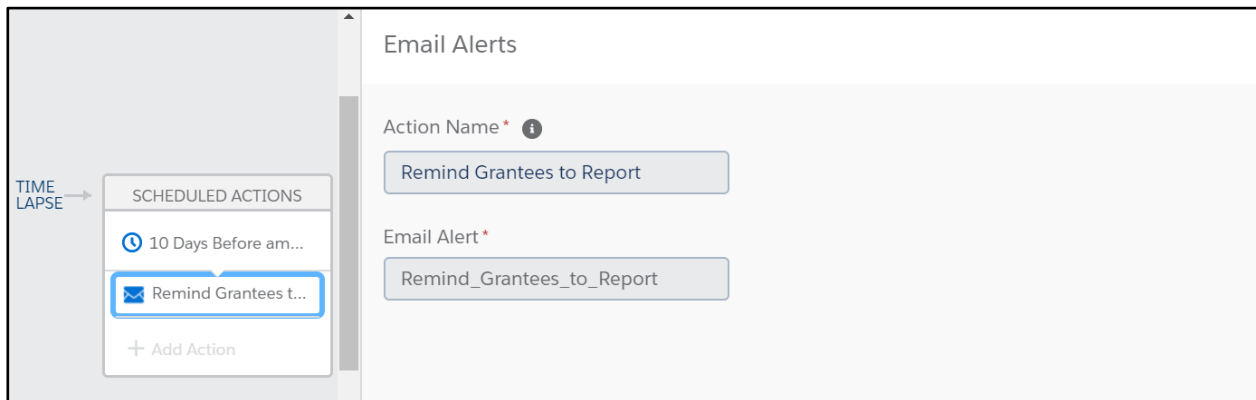 Email Alerts
Action Name*
Remind Grantees to Report
TIME
LAPSE
SCHEDULED ACTIONS
10 Days Before am...
Remind Grantees t...
+ Add Action
Email Alert*
Remind_Grantees_to_Report